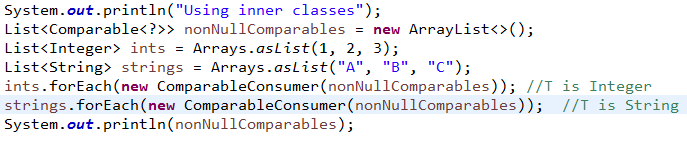 System.out.println("Using inner classes");
List<Comparable<?>> nonNullComparables = new ArrayList<>();
List<Integer> ints = Arrays.asList(1, 2, 3);
List<String> strings = Arrays.asList("A", "B", "C");
ints.forEach(new ComparableConsumer(nonNullComparables)); //T is Integer
strings.forEach(new ComparableConsumer(nonNullComparables));  //T is String
System.out.println(nonNullComparables);